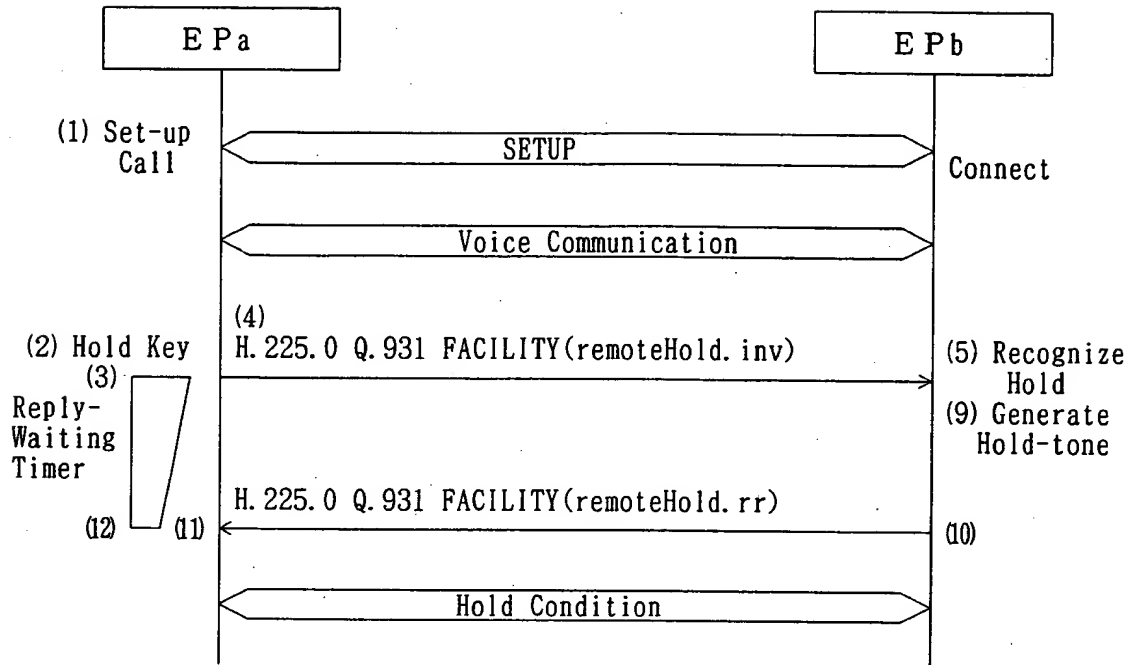 E Pa
E Pb
(1) Set-up
Call
SETUP
Connect
Voice Communication
(4)
(2) Hold Key
H.225.0 Q.931 FACILITY(remoteHold.inv)
(5) Recognize
Hold
(3)
Reply-
Waiting
Timer
(9) Generate
Hold-tone
H.225.0 Q.931 FACILITY(remoteHold.rr)
(12)
(11)
(10)
Hold Condition